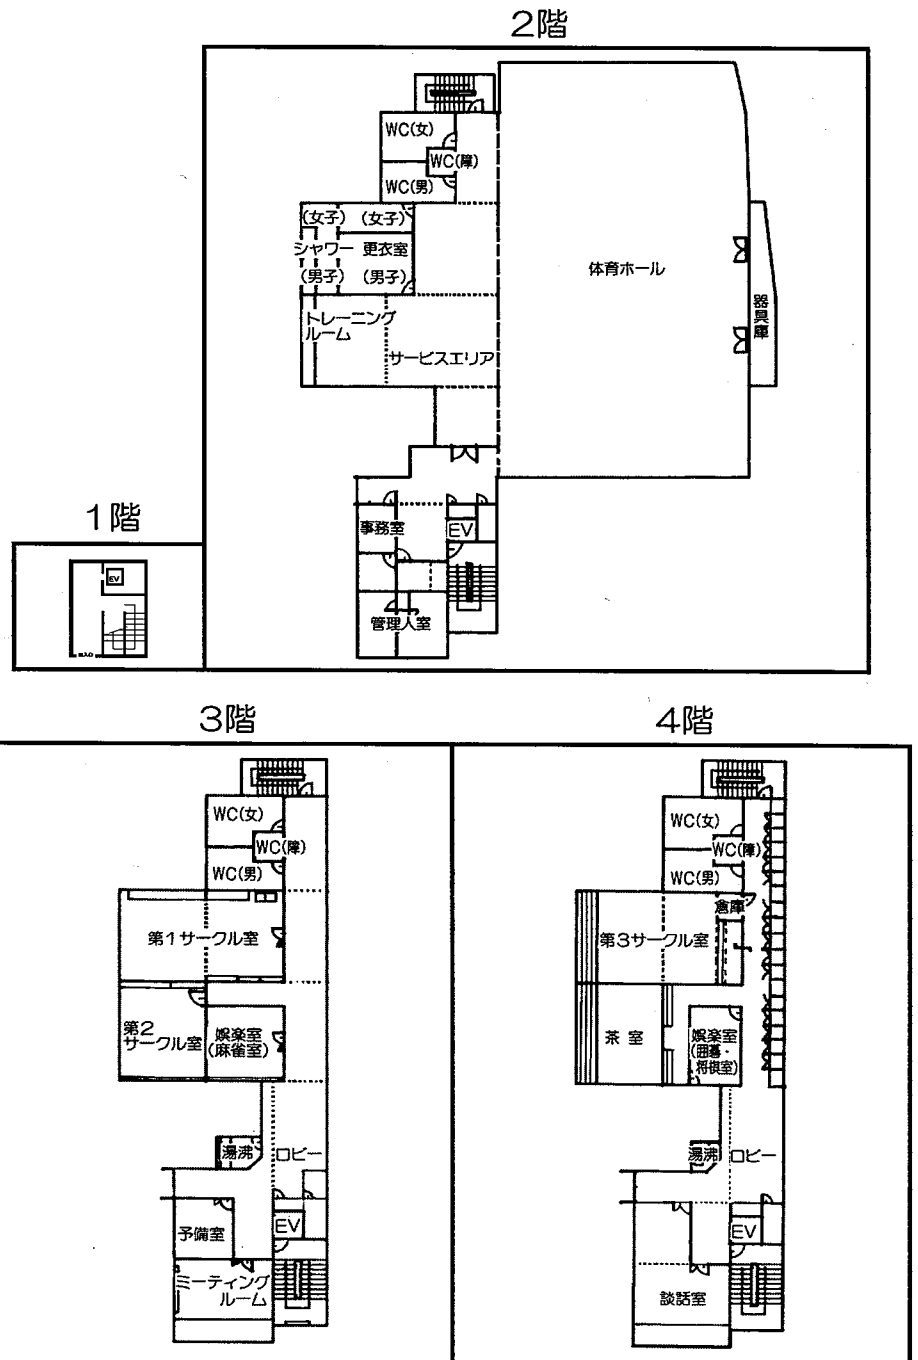 2階
WC(女)
WC(障)
WC(男)
(女子) (女子)
シャワー 更衣室
(男子) (男子)
トレーニング
ルーム
サービスエリア
体育ホール
器具庫
事務室
EV
管理人室
1階
EV
3階
WC(女)
WC(障)
WC(男)
第1サークル室
第2
サークル室
娯楽室
(麻雀室)
湯沸
ロビー
予備室
EV
ミーティング
ルーム
4階
WC(女)
WC(障)
WC(男)
倉庫
第3サークル室
茶室
娯楽室
(囲碁・
将棋室)
湯沸
ロビー
EV
談話室